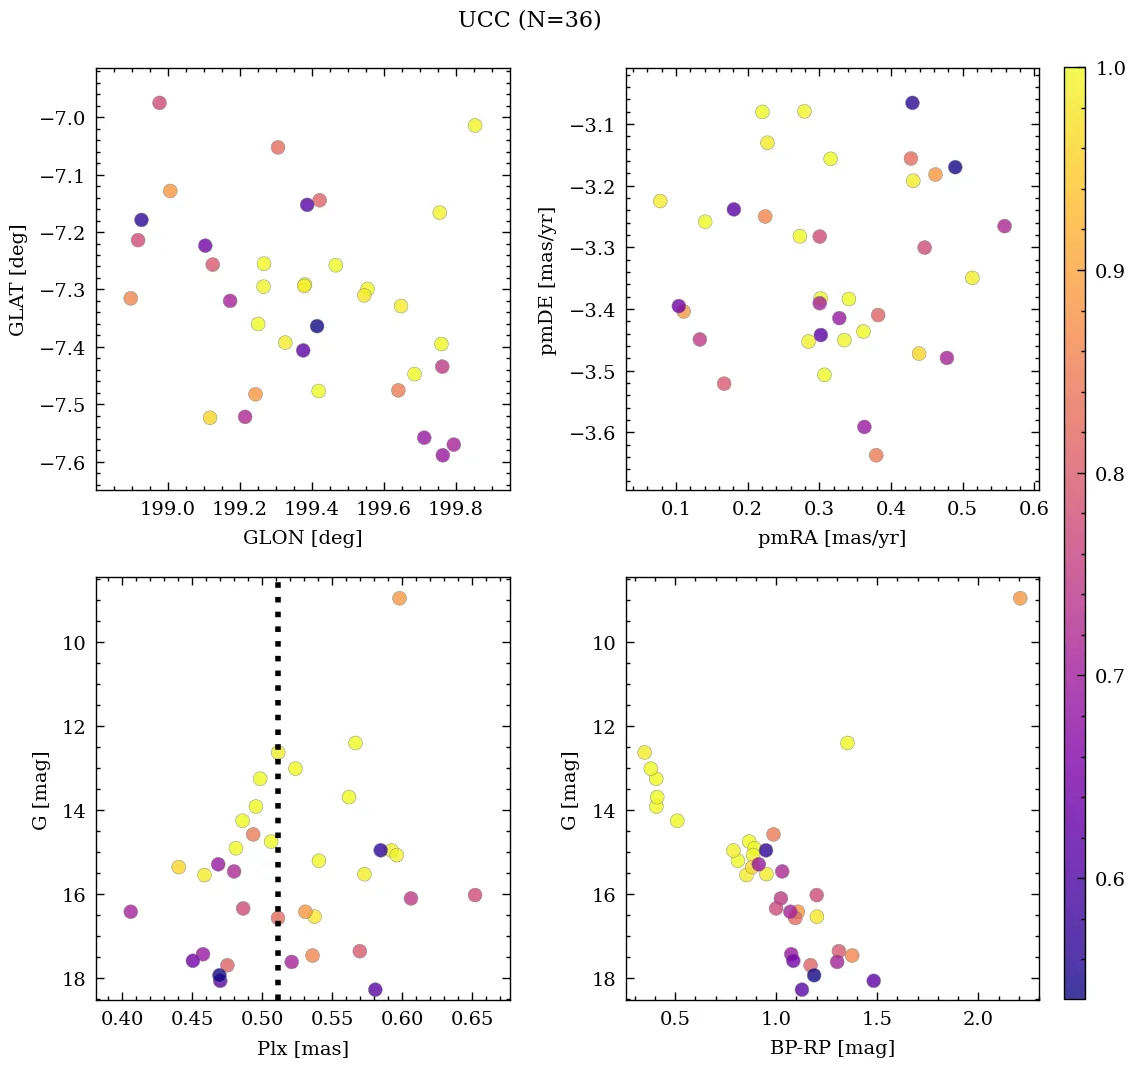 UCC (N=36)
−7.0
−7.1
−7.2
−7.3
−7.4
−7.5
−7.6
GLAT [deg]
199.0 199.2 199.4 199.6 199.8
GLON [deg]
−3.1
−3.2
−3.3
−3.4
−3.5
−3.6
pmDE [mas/yr]
0.1 0.2 0.3 0.4 0.5 0.6
pmRA [mas/yr]
10
12
14
16
18
G [mag]
0.40 0.45 0.50 0.55 0.60 0.65
Plx [mas]
10
12
14
16
18
G [mag]
0.5 1.0 1.5 2.0
BP-RP [mag]
1.0
0.9
0.8
0.7
0.6